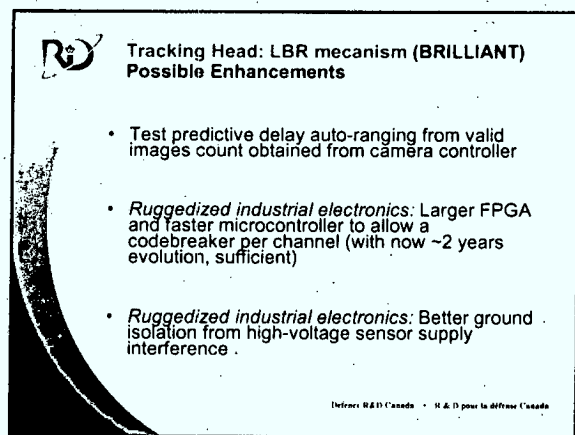 R&D
Tracking Head: LBR mecanism (BRILLIANT)
Possible Enhancements
• Test predictive delay auto-ranging from valid
images count obtained from camera controller
• Ruggedized industrial electronics: Larger FPGA
and faster microcontroller to allow a
codebreaker per channel (with now ~2 years
evolution, sufficient)
• Ruggedized industrial electronics: Better ground
isolation from high-voltage sensor supply
interference.
Defence R&D Canada • R & D pour la défense Canada